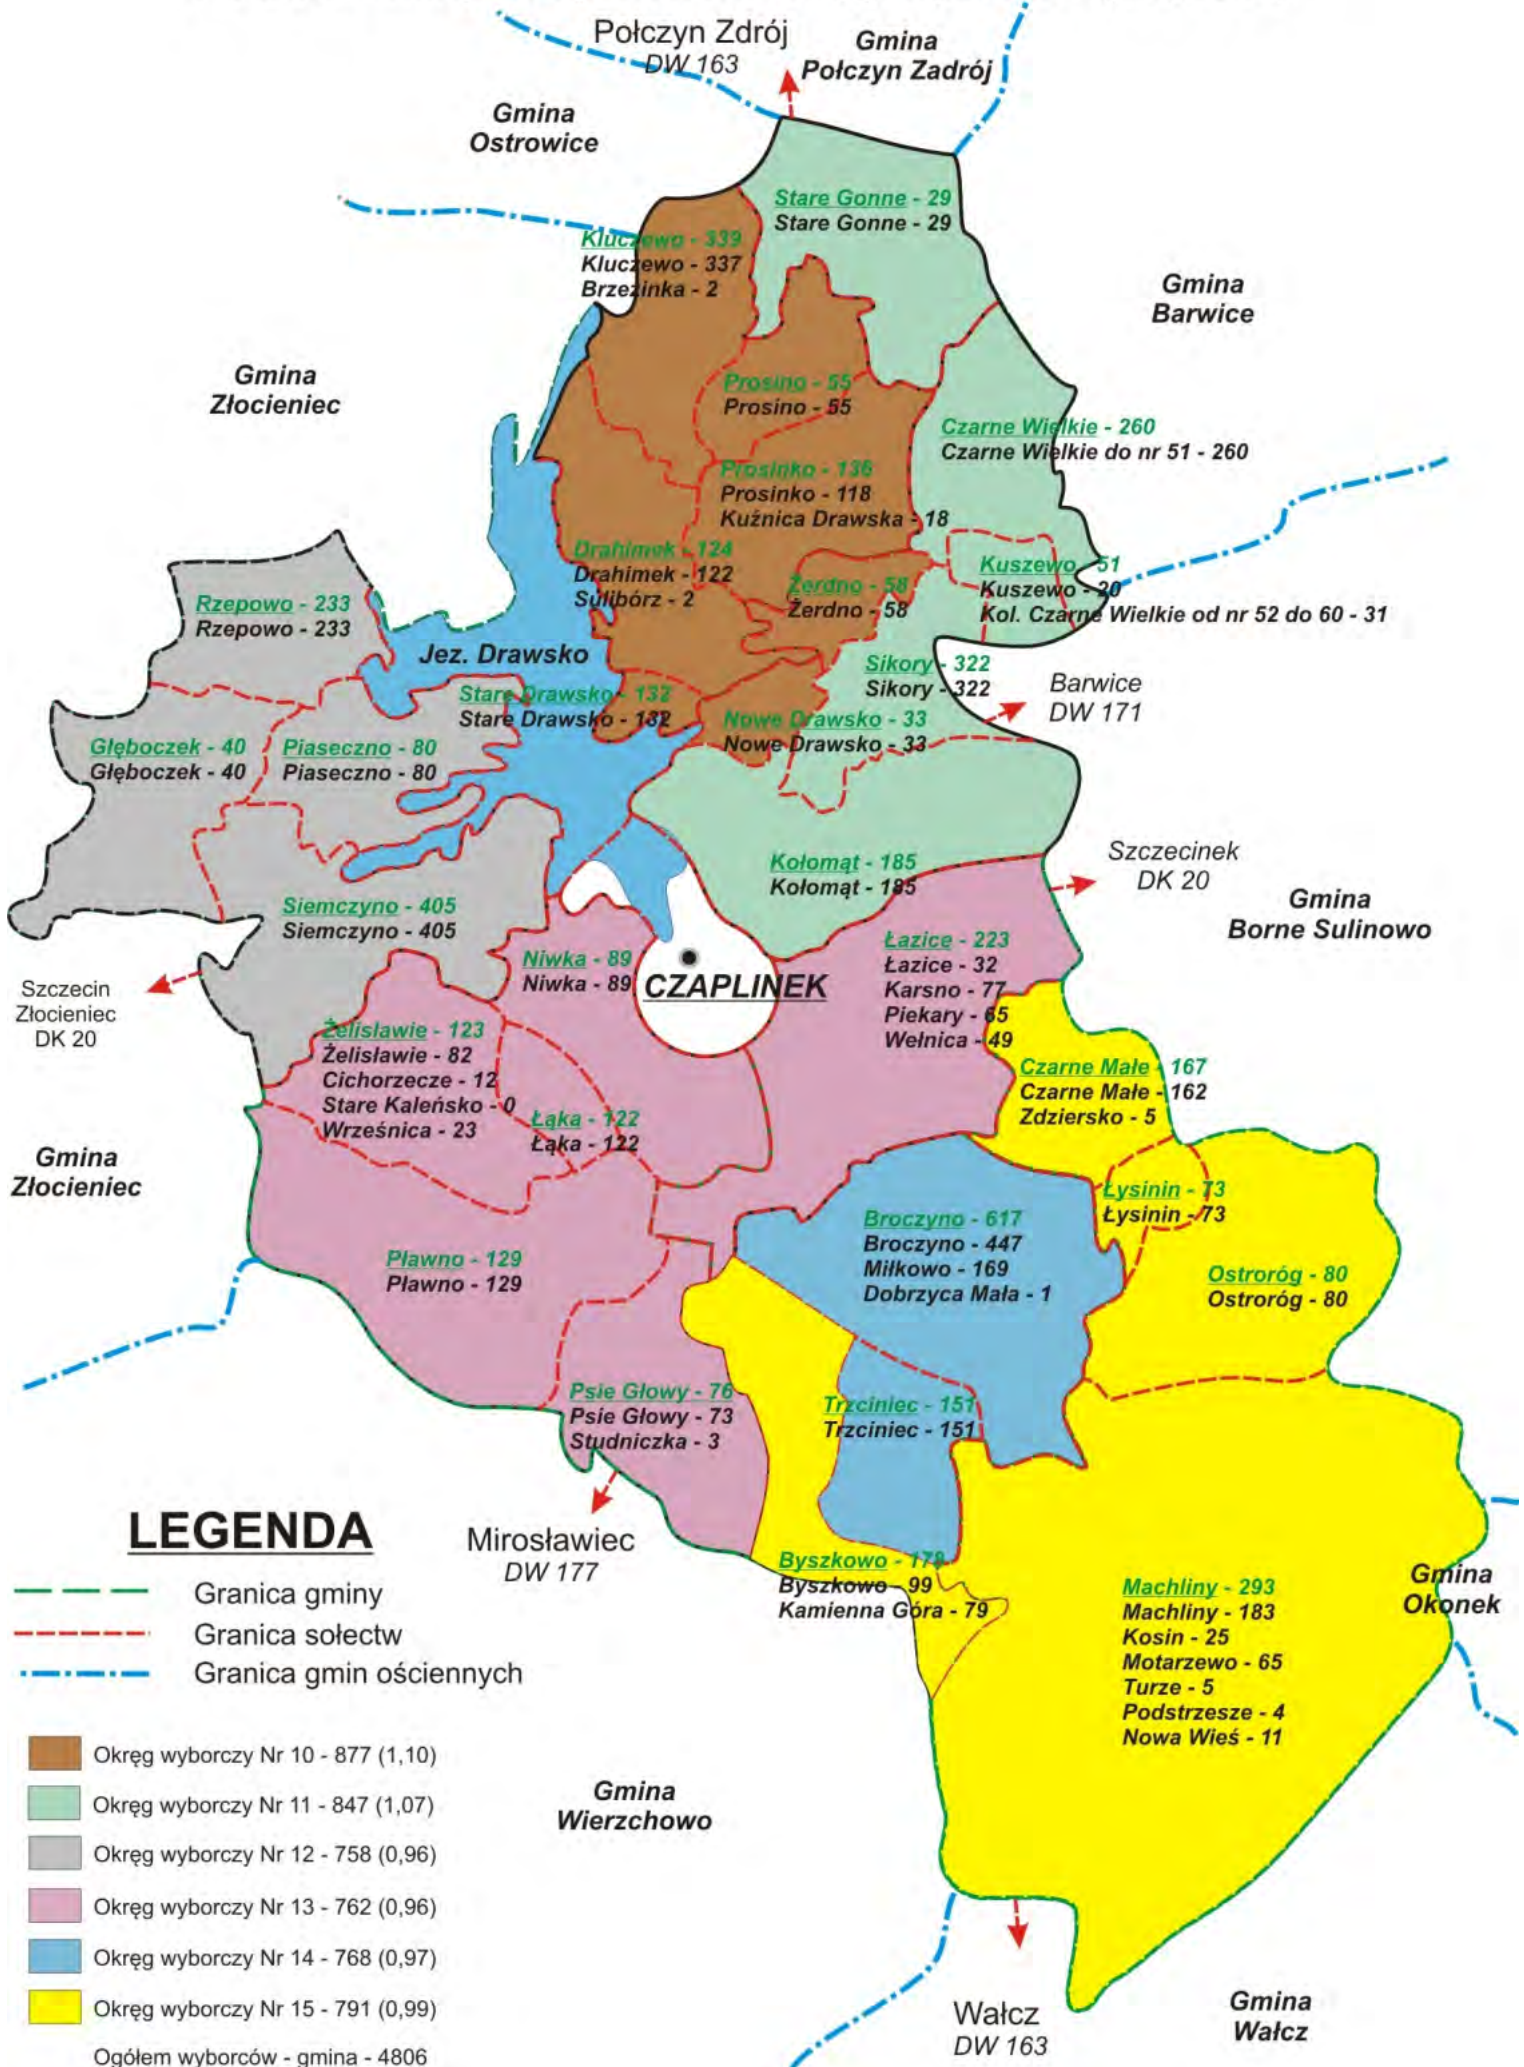 Połczyn Zdrój
DW 163
Gmina
Połczyn Zadrój
Gmina
Ostrowice
Stare Gonne - 29
Stare Gonne - 29
Kluczewo - 339
Kluczewo - 337
Brzezinka - 2
Gmina
Barwice
Gmina
Złocieniec
Prosino - 55
Prosino - 55
Czarne Wielkie - 260
Czarne Wielkie do nr 51 - 260
Prosinko - 136
Prosinko - 118
Kuźnica Drawska - 18
Drahimek - 124
Drahimek - 122
Sulibórz - 2
Żerdno - 58
Żerdno - 58
Kuszewo - 51
Kuszewo - 20
Kol. Czarne Wielkie od nr 52 do 60 - 31
Rzepowo - 233
Rzepowo - 233
Jez. Drawsko
Sikory - 322
Sikory - 322
Barwice
DW 171
Stare Drawsko - 132
Stare Drawsko - 132
Nowe Drawsko - 33
Nowe Drawsko - 33
Głęboczek - 40
Głęboczek - 40
Piaseczno - 80
Piaseczno - 80
Kołomąt - 185
Kołomąt - 185
Szczecinek
DK 20
Gmina
Borne Sulinowo
Siemczyno - 405
Siemczyno - 405
Niwka - 89
Niwka - 89
CZAPLINEK
Łazice - 223
Łazice - 32
Karsno - 77
Piekary - 65
Wełnica - 49
Szczecin
Złocieniec
DK 20
Żelisławie - 123
Żelisławie - 82
Cichorzecze - 12
Stare Kaleńsko - 0
Wrześnica - 23
Czarne Małe - 167
Czarne Małe - 162
Zdziersko - 5
Łąka - 122
Łąka - 122
Gmina
Złocieniec
Łysinin - 73
Łysinin - 73
Broczyno - 617
Broczyno - 447
Miłkowo - 169
Dobrzyca Mała - 1
Pławno - 129
Pławno - 129
Ostroróg - 80
Ostroróg - 80
Psie Głowy - 76
Psie Głowy - 73
Studniczka - 3
Trzciniec - 151
Trzciniec - 151
Mirosławiec
DW 177
Byszkowo - 178
Byszkowo - 99
Kamienna Góra - 79
Machliny - 293
Machliny - 183
Kosin - 25
Motarzewo - 65
Turze - 5
Podstrzesze - 4
Nowa Wieś - 11
Gmina
Okonek
LEGENDA
Granica gminy
Granica sołectw
Granica gmin ościennych
Okręg wyborczy Nr 10 - 877 (1,10)
Okręg wyborczy Nr 11 - 847 (1,07)
Okręg wyborczy Nr 12 - 758 (0,96)
Okręg wyborczy Nr 13 - 762 (0,96)
Okręg wyborczy Nr 14 - 768 (0,97)
Okręg wyborczy Nr 15 - 791 (0,99)
Ogółem wyborców - gmina - 4806
Gmina
Wierzchowo
Wałcz
DW 163
Gmina
Wałcz